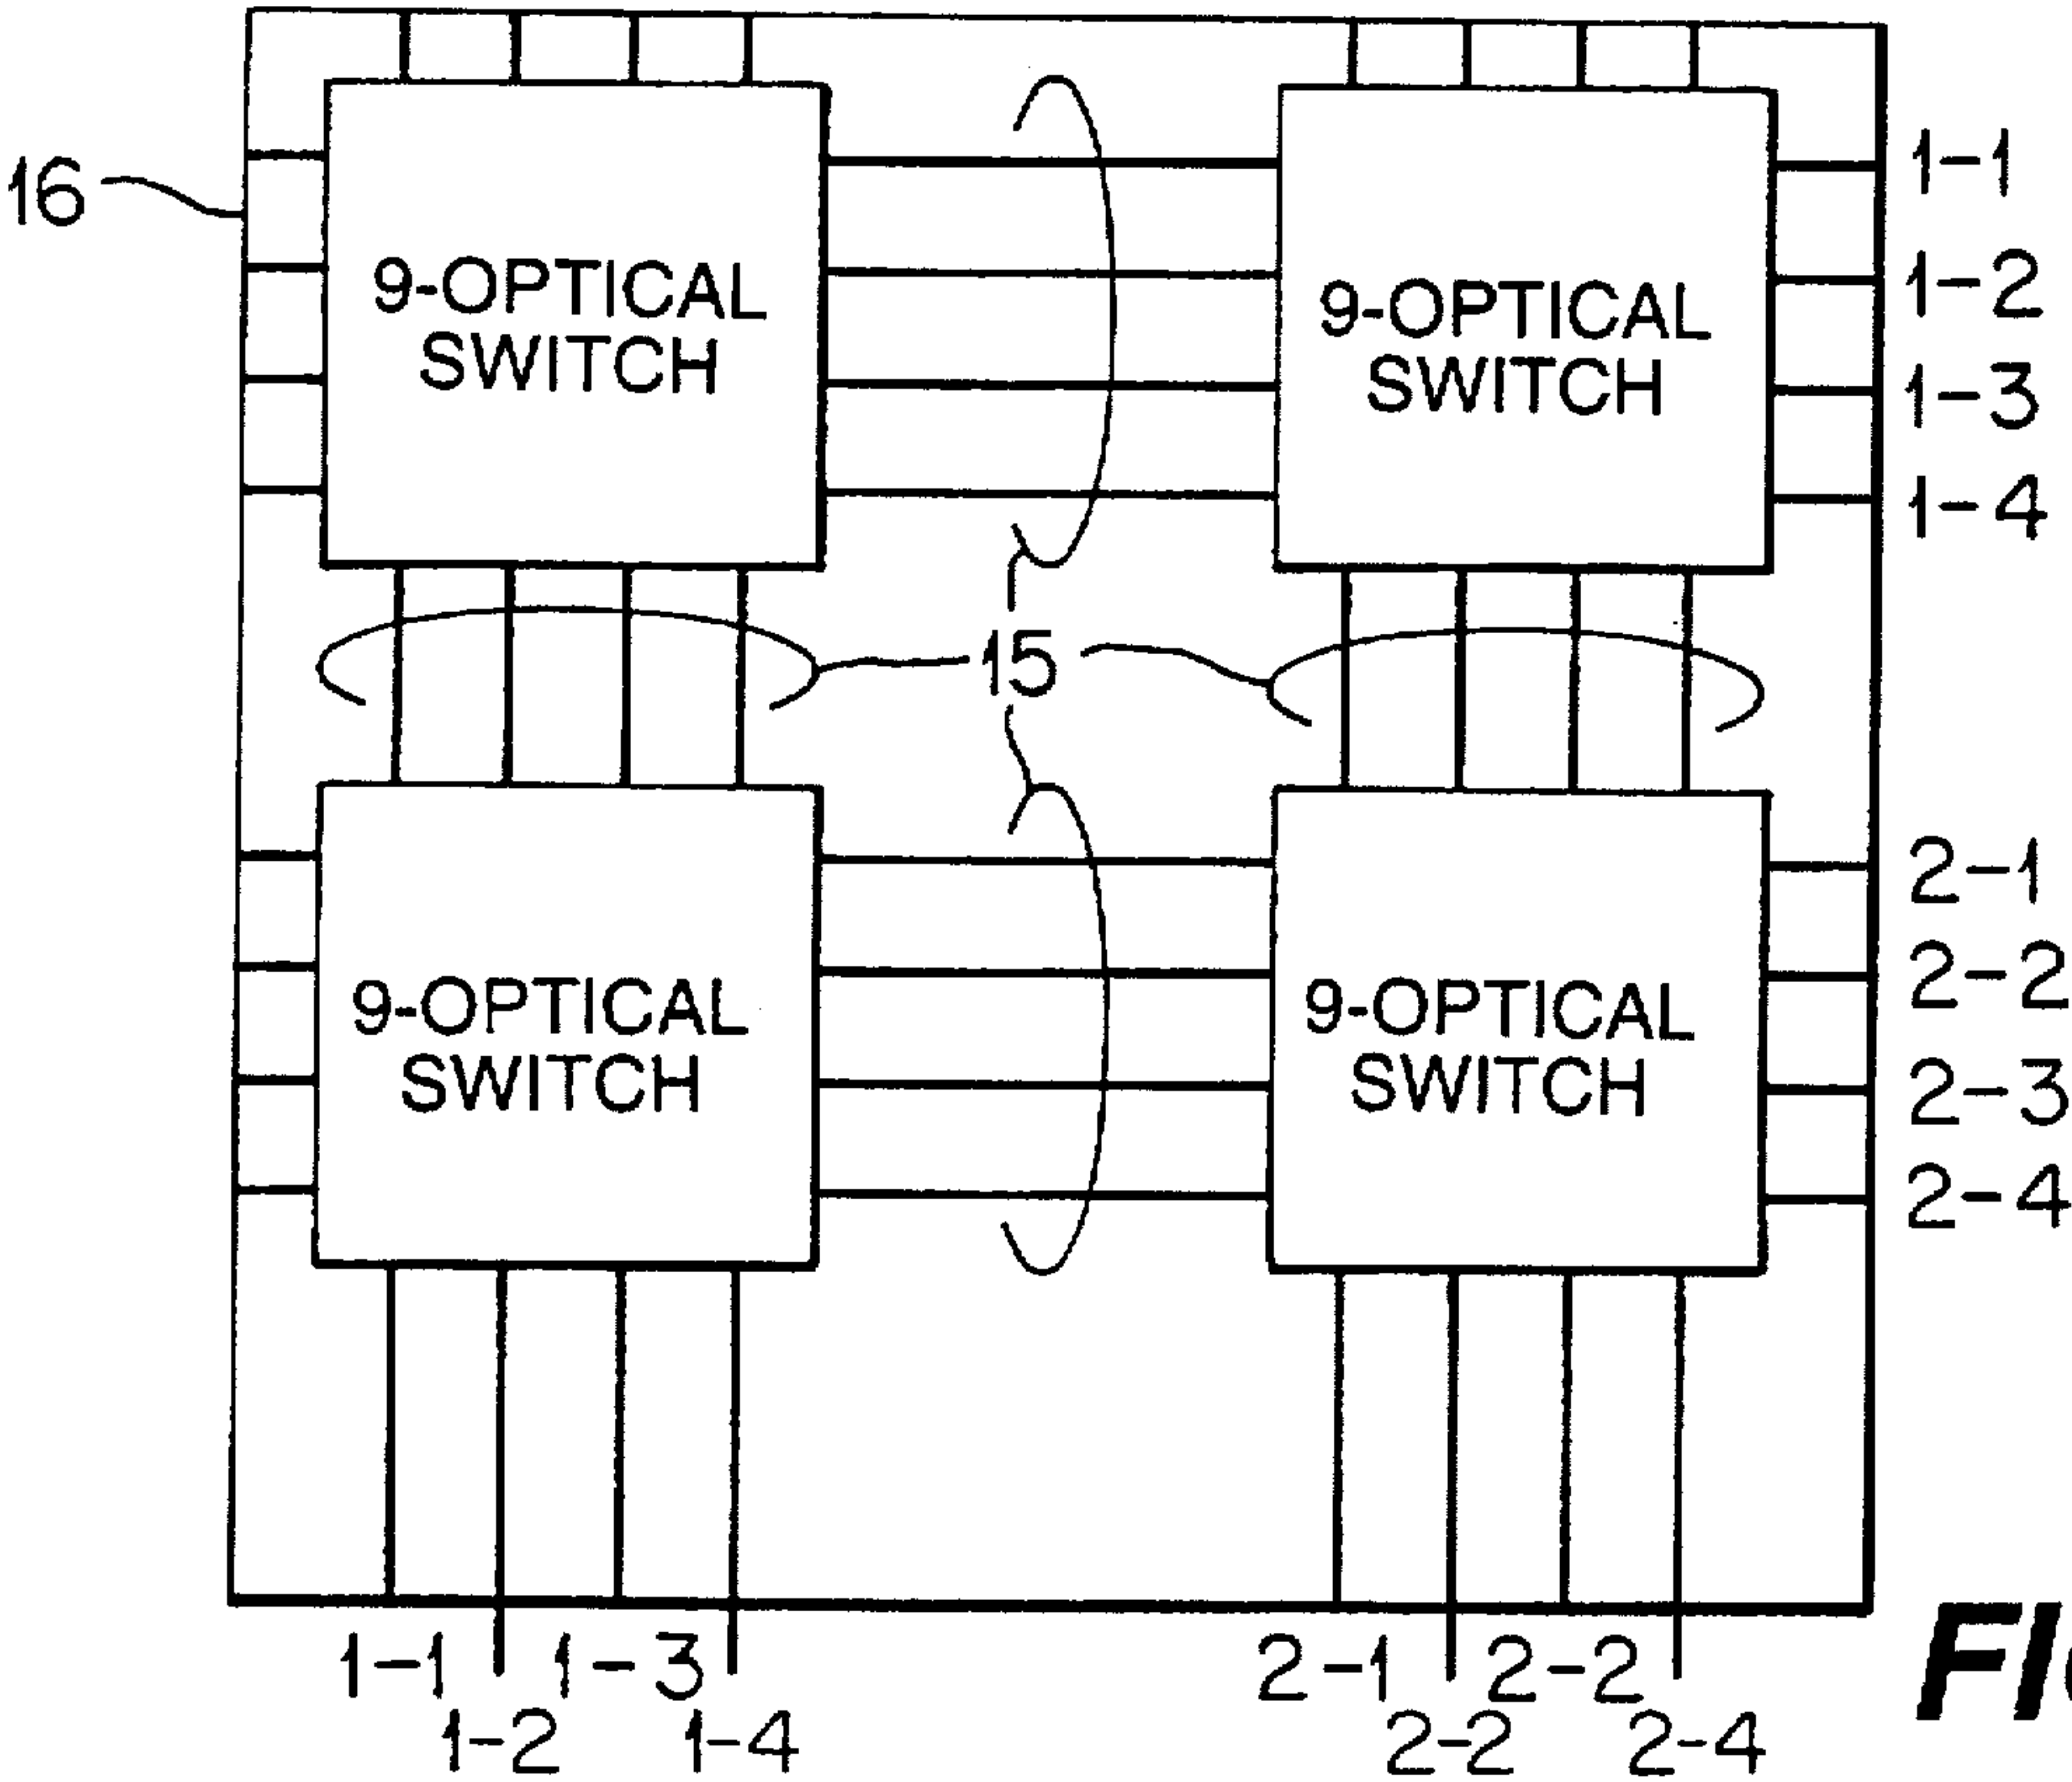 1-1
16
1-2
9-OPTICAL
SWITCH
9-OPTICAL
SWITCH
1-3
1-4
15
2-1
2-2
9-OPTICAL
SWITCH
9-OPTICAL
SWITCH
2-3
2-4
1-1 1-3 2-1 2-2
1-2 1-4 2-2 2-4